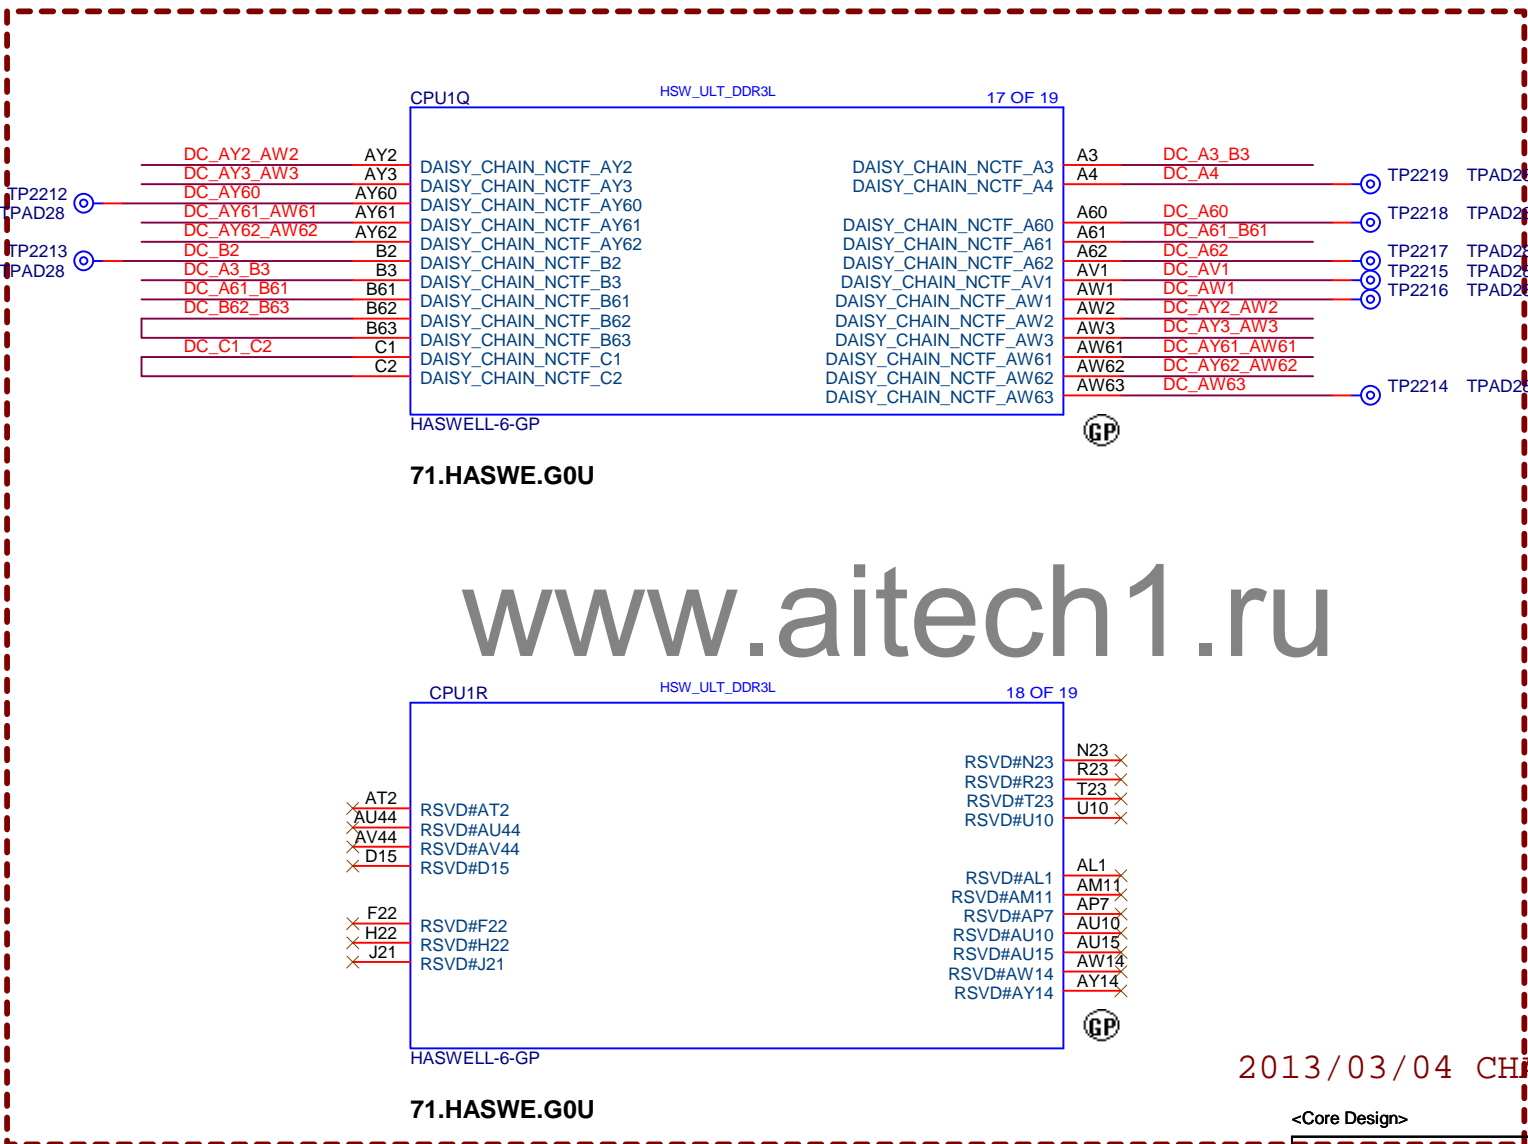 CPU1Q HSW_ULT_DDR3L 17 OF 19
DC_AY2_AW2 AY2 DAISY_CHAIN_NCTF_AY2
DC_AY3_AW3 AY3 DAISY_CHAIN_NCTF_AY3
TP2212 TPAD28 DC_AY60 AY60 DAISY_CHAIN_NCTF_AY60
DC_AY61_AW61 AY61 DAISY_CHAIN_NCTF_AY61
DC_AY62_AW62 AY62 DAISY_CHAIN_NCTF_AY62
TP2213 TPAD28 DC_B2 B2 DAISY_CHAIN_NCTF_B2
DC_A3_B3 B3 DAISY_CHAIN_NCTF_B3
DC_A61_B61 B61 DAISY_CHAIN_NCTF_B61
DC_B62_B63 B62 DAISY_CHAIN_NCTF_B62
B63 DAISY_CHAIN_NCTF_B63
DC_C1_C2 C1 DAISY_CHAIN_NCTF_C1
C2 DAISY_CHAIN_NCTF_C2
DAISY_CHAIN_NCTF_A3 A3 DC_A3_B3
DAISY_CHAIN_NCTF_A4 A4 DC_A4 TP2219 TPAD28
DAISY_CHAIN_NCTF_A60 A60 DC_A60 TP2218 TPAD28
DAISY_CHAIN_NCTF_A61 A61 DC_A61_B61
DAISY_CHAIN_NCTF_A62 A62 DC_A62 TP2217 TPAD28
DAISY_CHAIN_NCTF_AV1 AV1 DC_AV1 TP2215 TPAD28
DAISY_CHAIN_NCTF_AW1 AW1 DC_AW1 TP2216 TPAD28
DAISY_CHAIN_NCTF_AW2 AW2 DC_AY2_AW2
DAISY_CHAIN_NCTF_AW3 AW3 DC_AY3_AW3
DAISY_CHAIN_NCTF_AW61 AW61 DC_AY61_AW61
DAISY_CHAIN_NCTF_AW62 AW62 DC_AY62_AW62
DAISY_CHAIN_NCTF_AW63 AW63 DC_AW63 TP2214 TPAD28
HASWELL-6-GP
GP
71.HASWE.G0U
www.aitech1.ru
CPU1R HSW_ULT_DDR3L 18 OF 19
AT2 RSVD#AT2
AU44 RSVD#AU44
AV44 RSVD#AV44
D15 RSVD#D15
F22 RSVD#F22
H22 RSVD#H22
J21 RSVD#J21
RSVD#N23 N23
RSVD#R23 R23
RSVD#T23 T23
RSVD#U10 U10
RSVD#AL1 AL1
RSVD#AM11 AM11
RSVD#AP7 AP7
RSVD#AU10 AU10
RSVD#AU15 AU15
RSVD#AW14 AW14
RSVD#AY14 AY14
HASWELL-6-GP
GP
71.HASWE.G0U
2013/03/04
<Core Design>